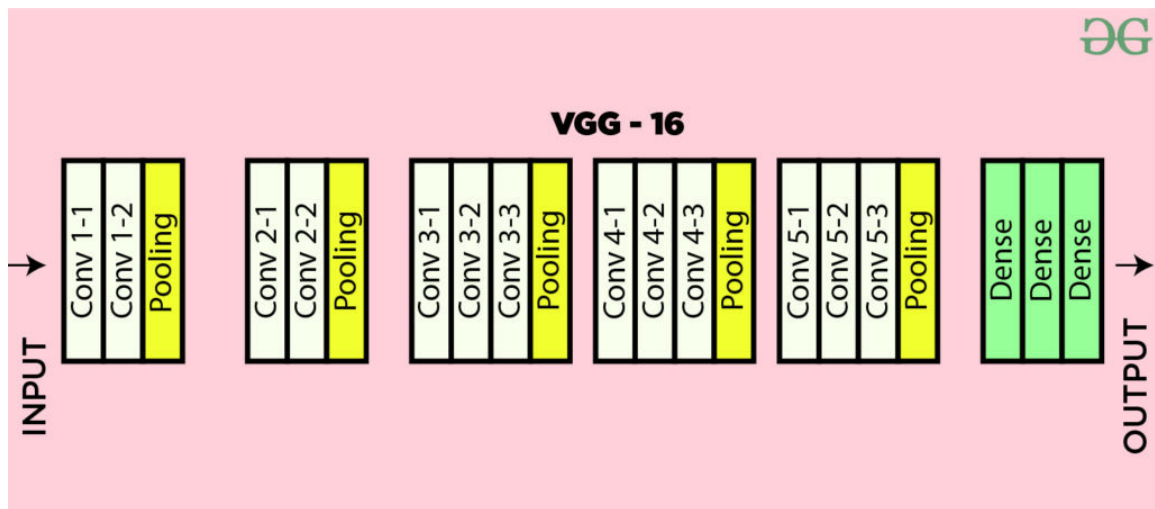 VGG - 16
INPUT
Conv 1-1
Conv 1-2
Pooling
Conv 2-1
Conv 2-2
Pooling
Conv 3-1
Conv 3-2
Conv 3-3
Pooling
Conv 4-1
Conv 4-2
Conv 4-3
Pooling
Conv 5-1
Conv 5-2
Conv 5-3
Pooling
Dense
Dense
Dense
OUTPUT